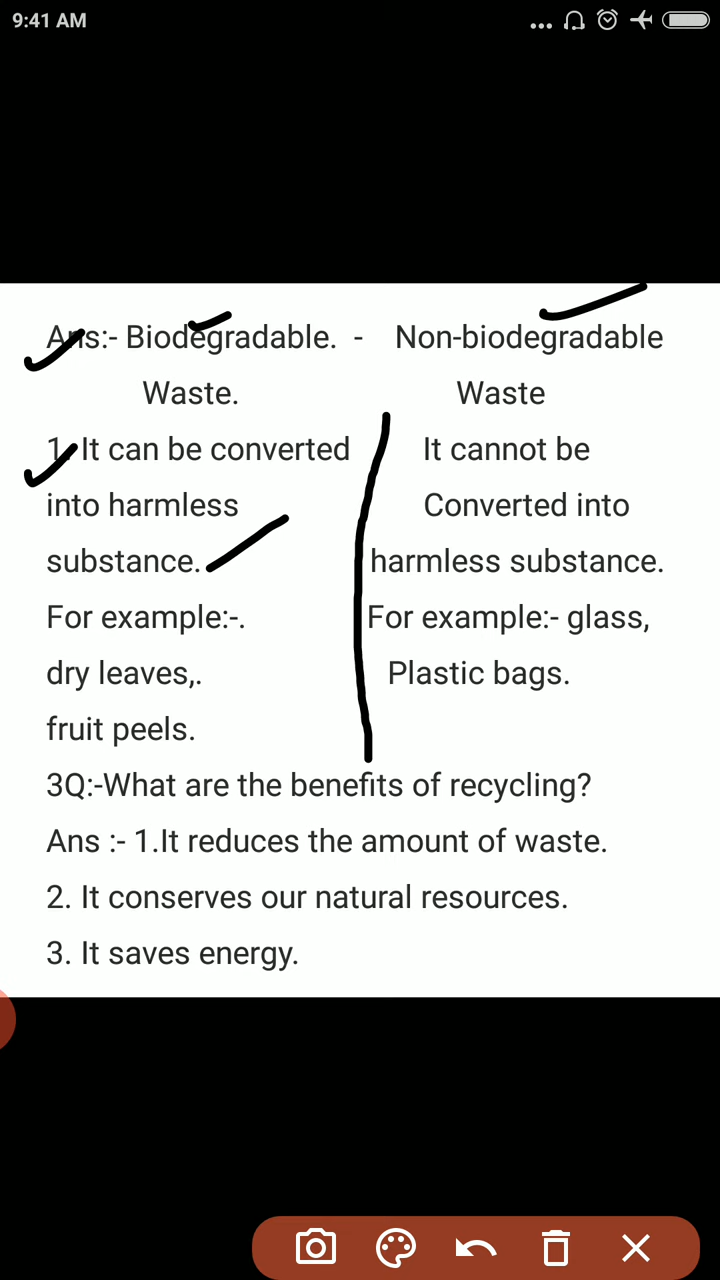 9:41 AM
Ans:- Biodegradable. - Non-biodegradable
Waste. Waste
1. It can be converted It cannot be
into harmless Converted into
substance. harmless substance.
For example:-. For example:- glass,
dry leaves,. Plastic bags.
fruit peels.
3Q:-What are the benefits of recycling?
Ans :- 1.It reduces the amount of waste.
2. It conserves our natural resources.
3. It saves energy.